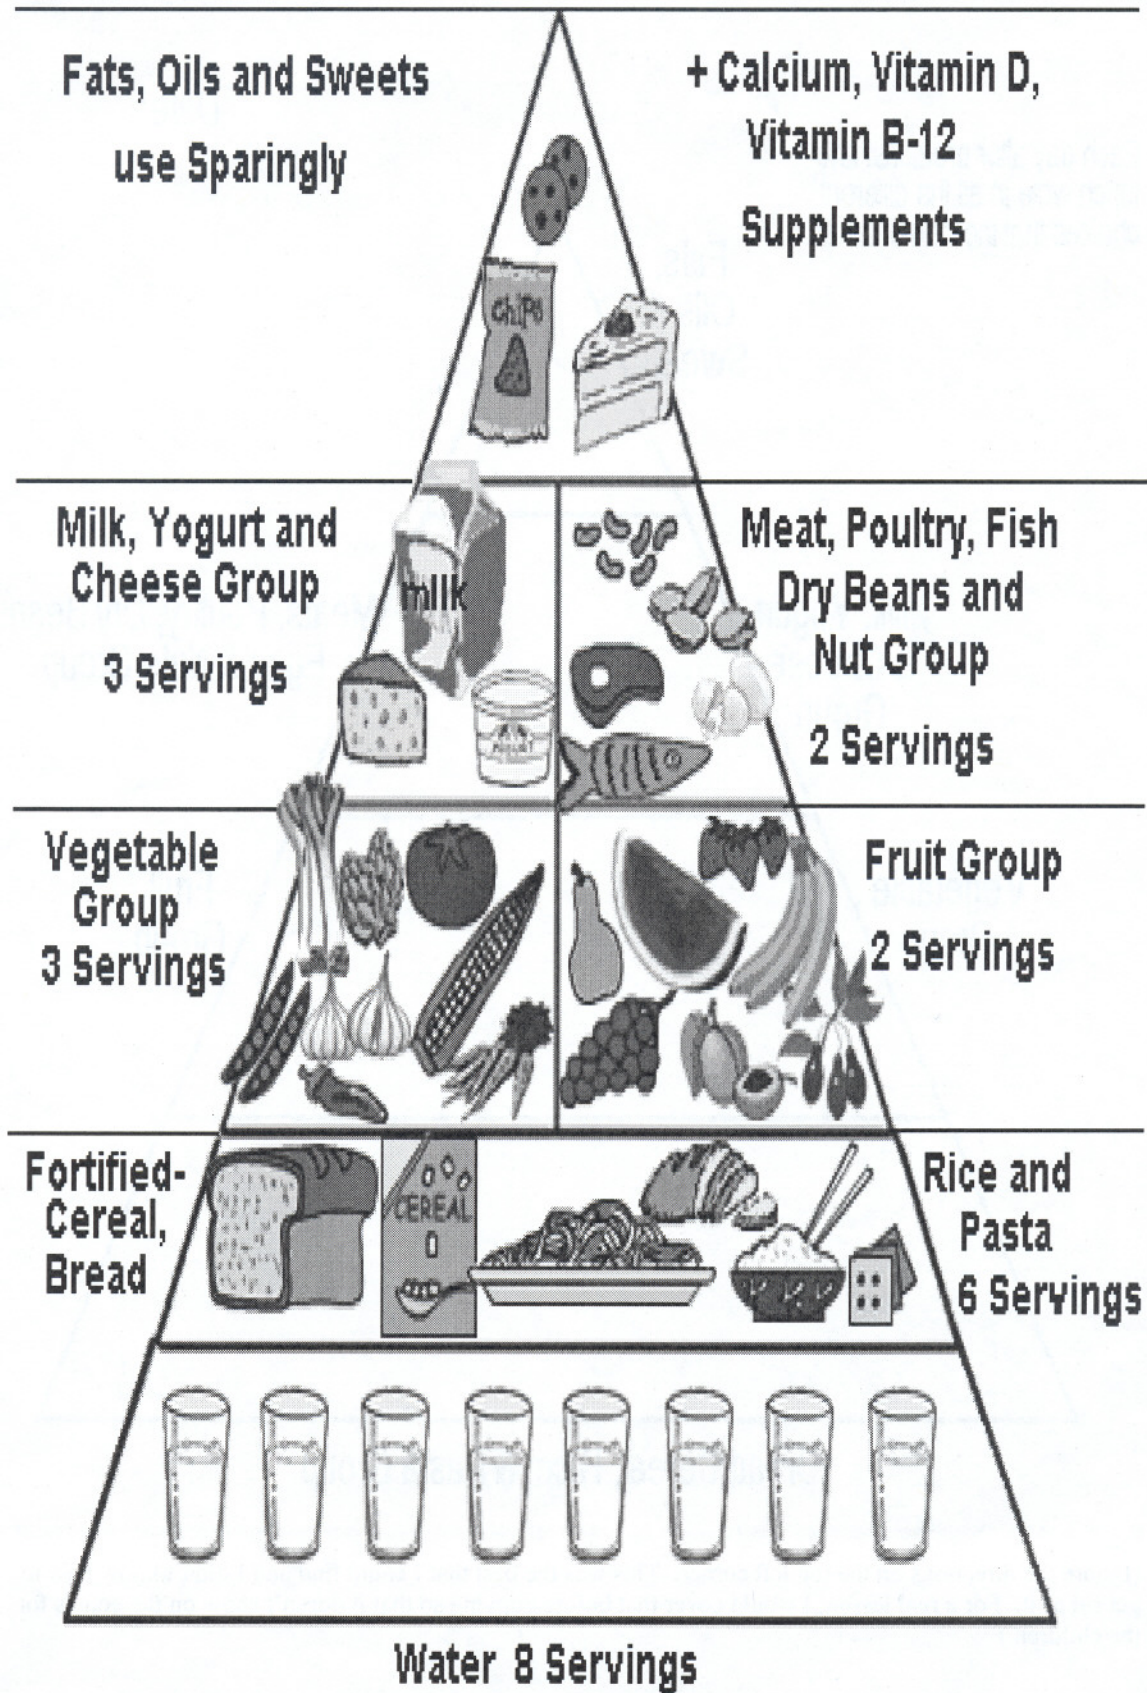 Fats, Oils and Sweets
use Sparingly
+ Calcium, Vitamin D,
Vitamin B-12
Supplements
chips
Milk, Yogurt and
Cheese Group
3 Servings
milk
Meat, Poultry, Fish
Dry Beans and
Nut Group
2 Servings
Vegetable
Group
3 Servings
Fruit Group
2 Servings
Fortified-
Cereal,
Bread
CEREAL
Rice and
Pasta
6 Servings
Water 8 Servings